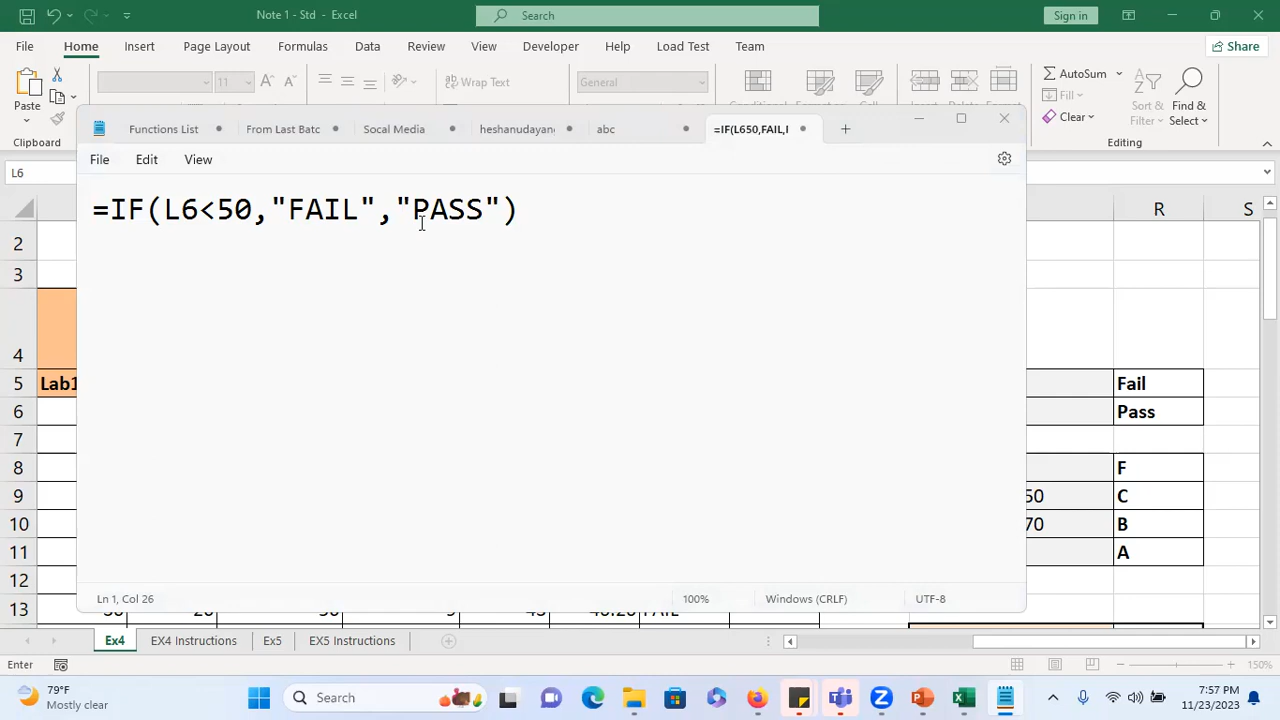 Note 1 - Std - Excel
Search
Sign in
File Home Insert Page Layout Formulas Data Review View Developer Help Load Test Team
Share
Paste
11
Wrap Text
General
AutoSum
Fill
Clear
Sort &
Find & Select
Clipboard
Editing
Functions List
From Last Batc
Socal Media
heshanudayang
abc
=IF(L650,FAIL,I
File Edit View
=IF(L6<50,"FAIL","PASS")
L6
R S
2
3
4
5 Lab1 Fail
6 Pass
7
8 F
9 50 C
10 70 B
11 A
12
13
Ln 1, Col 26
100%
Windows (CRLF)
UTF-8
Ex4 EX4 Instructions Ex5 EX5 Instructions
Enter
150%
79°F
Mostly clear
Search
7:57 PM
11/23/2023